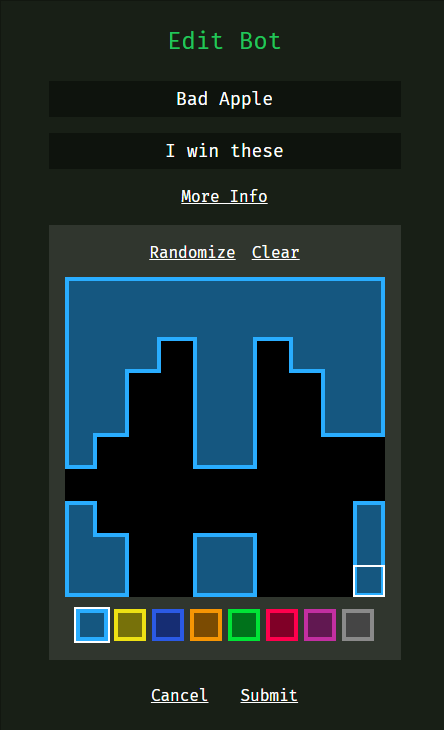 Edit Bot
Bad Apple
I win these
More Info
Randomize Clear
Cancel Submit